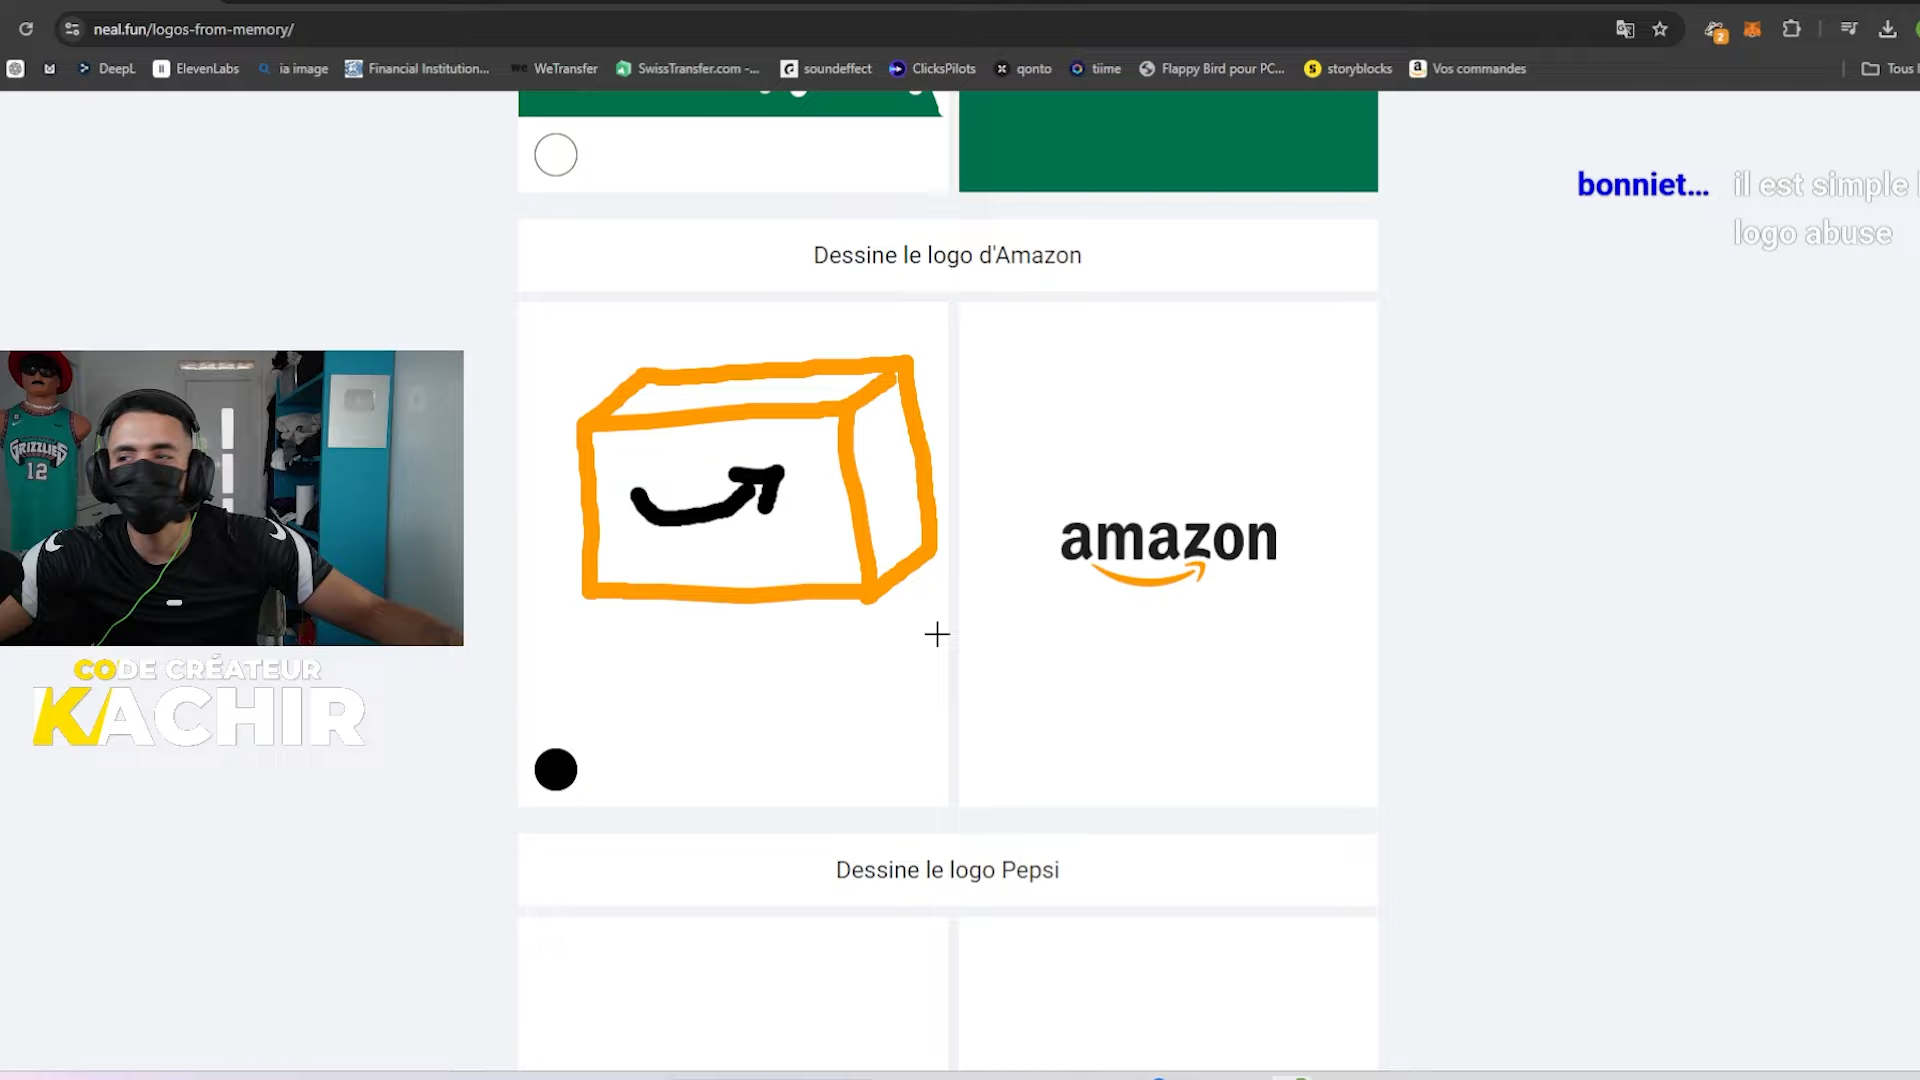 neal.fun/logos-from-memory/
2
DeepL
ElevenLabs
ia image
Financial Institution...
WeTransfer
SwissTransfer.com -...
soundeffect
ClicksPilots
qonto
tiime
Flappy Bird pour PC...
storyblocks
Vos commandes
Tous
bonniet... il est simple
logo abuse
Dessine le logo d'Amazon
amazon
GRIZZLIES
12
CODE CRÉATEUR
KACHIR
Dessine le logo Pepsi